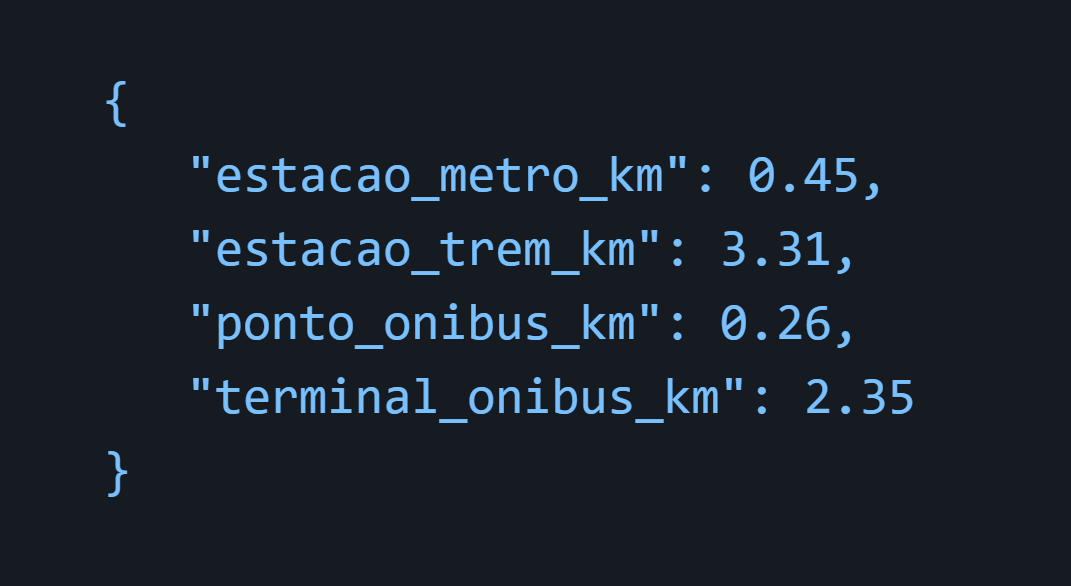 {
"estacao_metro_km": 0.45,
"estacao_trem_km": 3.31,
"ponto_onibus_km": 0.26,
"terminal_onibus_km": 2.35
}